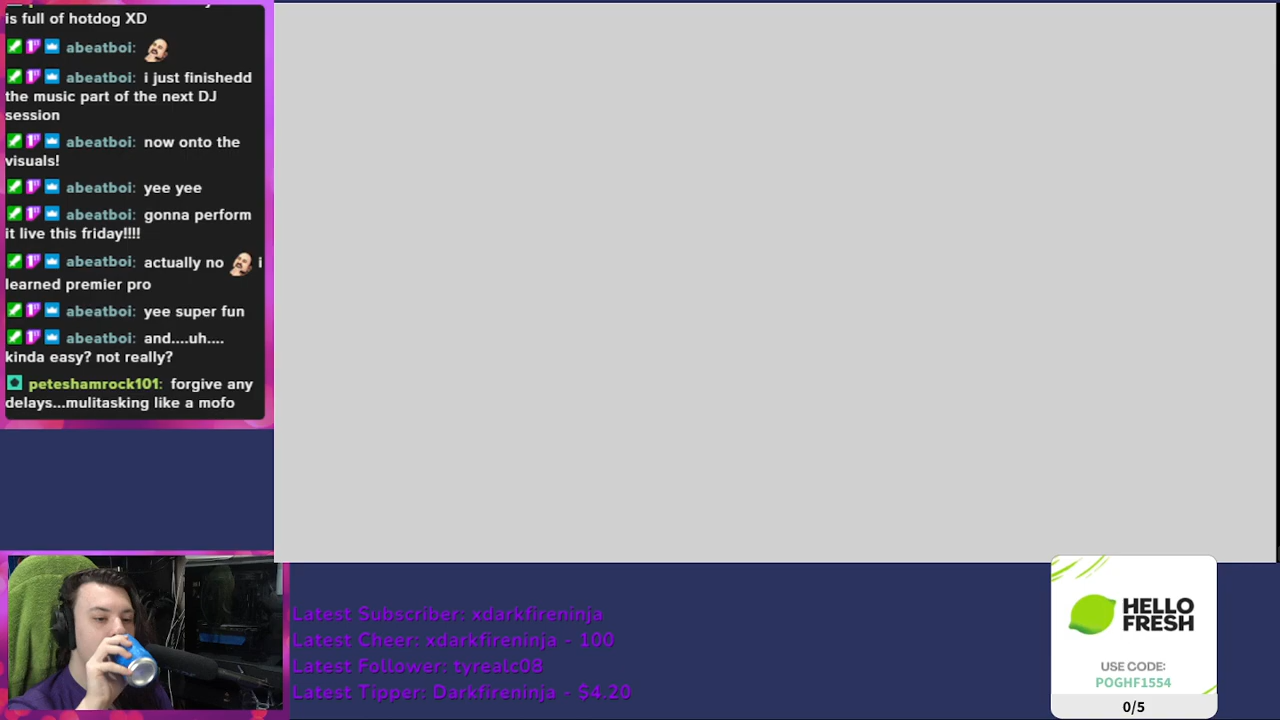 is full of hotdog XD
abeatboi:
abeatboi: i just finishedd
the music part of the next DJ
session
abeatboi: now onto the
visuals!
abeatboi: yee yee
abeatboi: gonna perform
it live this friday!!!!
abeatboi: actually no i
learned premier pro
abeatboi: yee super fun
abeatboi: and....uh....
kinda easy? not really?
peteshamrock101: forgive any
delays...mulitasking like a mofo
Latest Subscriber: xdarkfireninja
Latest Cheer: xdarkfireninja - 100
Latest Follower: tyrealc08
Latest Tipper: Darkfireninja - $4.20
HELLO
FRESH
USE CODE:
POGHF1554
0/5